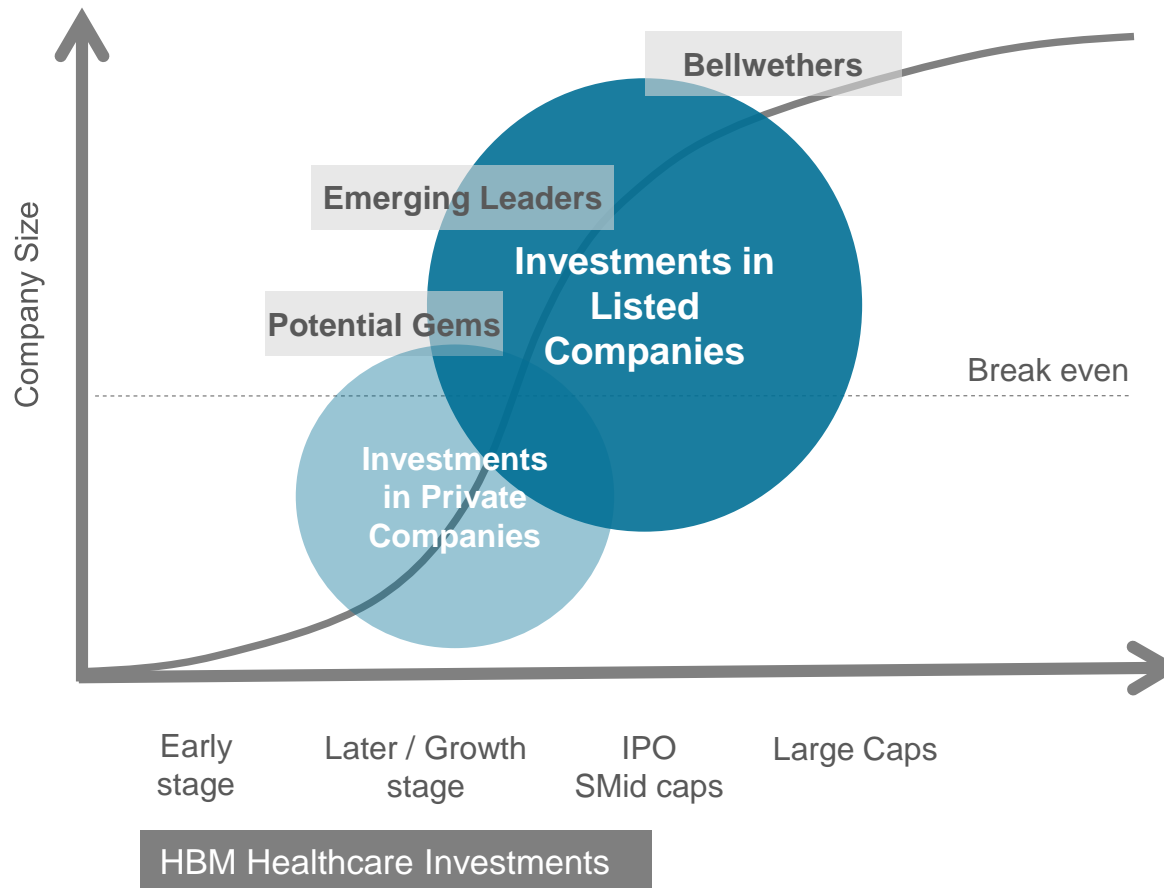 Bellwethers
Emerging Leaders
Investments in
Listed
Companies
Potential Gems
Company Size
Break even
Investments
in Private
Companies
Early
stage
Later / Growth
stage
IPO
SMid caps
Large Caps
HBM Healthcare Investments